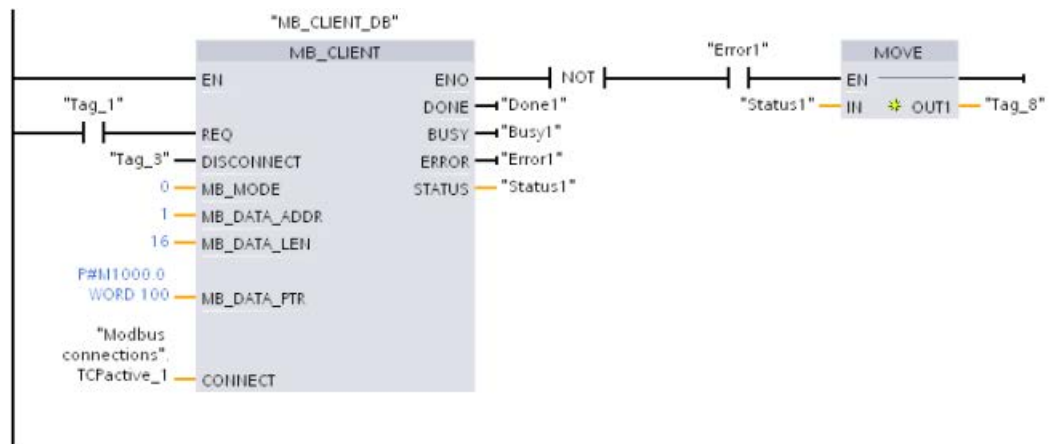 "MB_CLIENT_DB"
MB_CLIENT
"Error1"
MOVE
EN
ENO
NOT
EN
"Tag_1"
DONE
"Done1"
"Status1"
IN
OUT1
"Tag_8"
REQ
BUSY
"Busy1"
"Tag_3"
DISCONNECT
ERROR
"Error1"
0
MB_MODE
STATUS
"Status1"
1
MB_DATA_ADDR
16
MB_DATA_LEN
P#M1000.0
WORD 100
MB_DATA_PTR
"Modbus
connections".
TCPactive_1
CONNECT